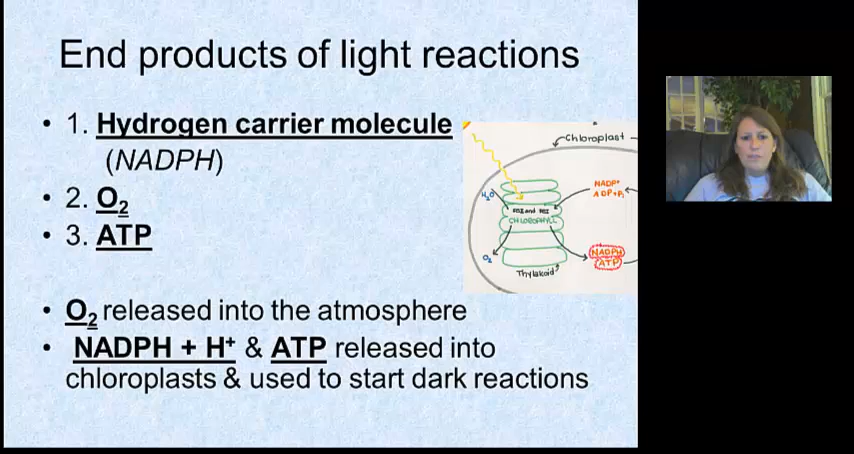 End products of light reactions
• 1. Hydrogen carrier molecule
(NADPH)
• 2. O₂
• 3. ATP
• O₂ released into the atmosphere
• NADPH + H⁺ & ATP released into
chloroplasts & used to start dark reactions
Chloroplast
H₂O
NADP⁺
ADP+Pᵢ
CHLOROPHYLL
O₂
NADPH
ATP
Thylakoid